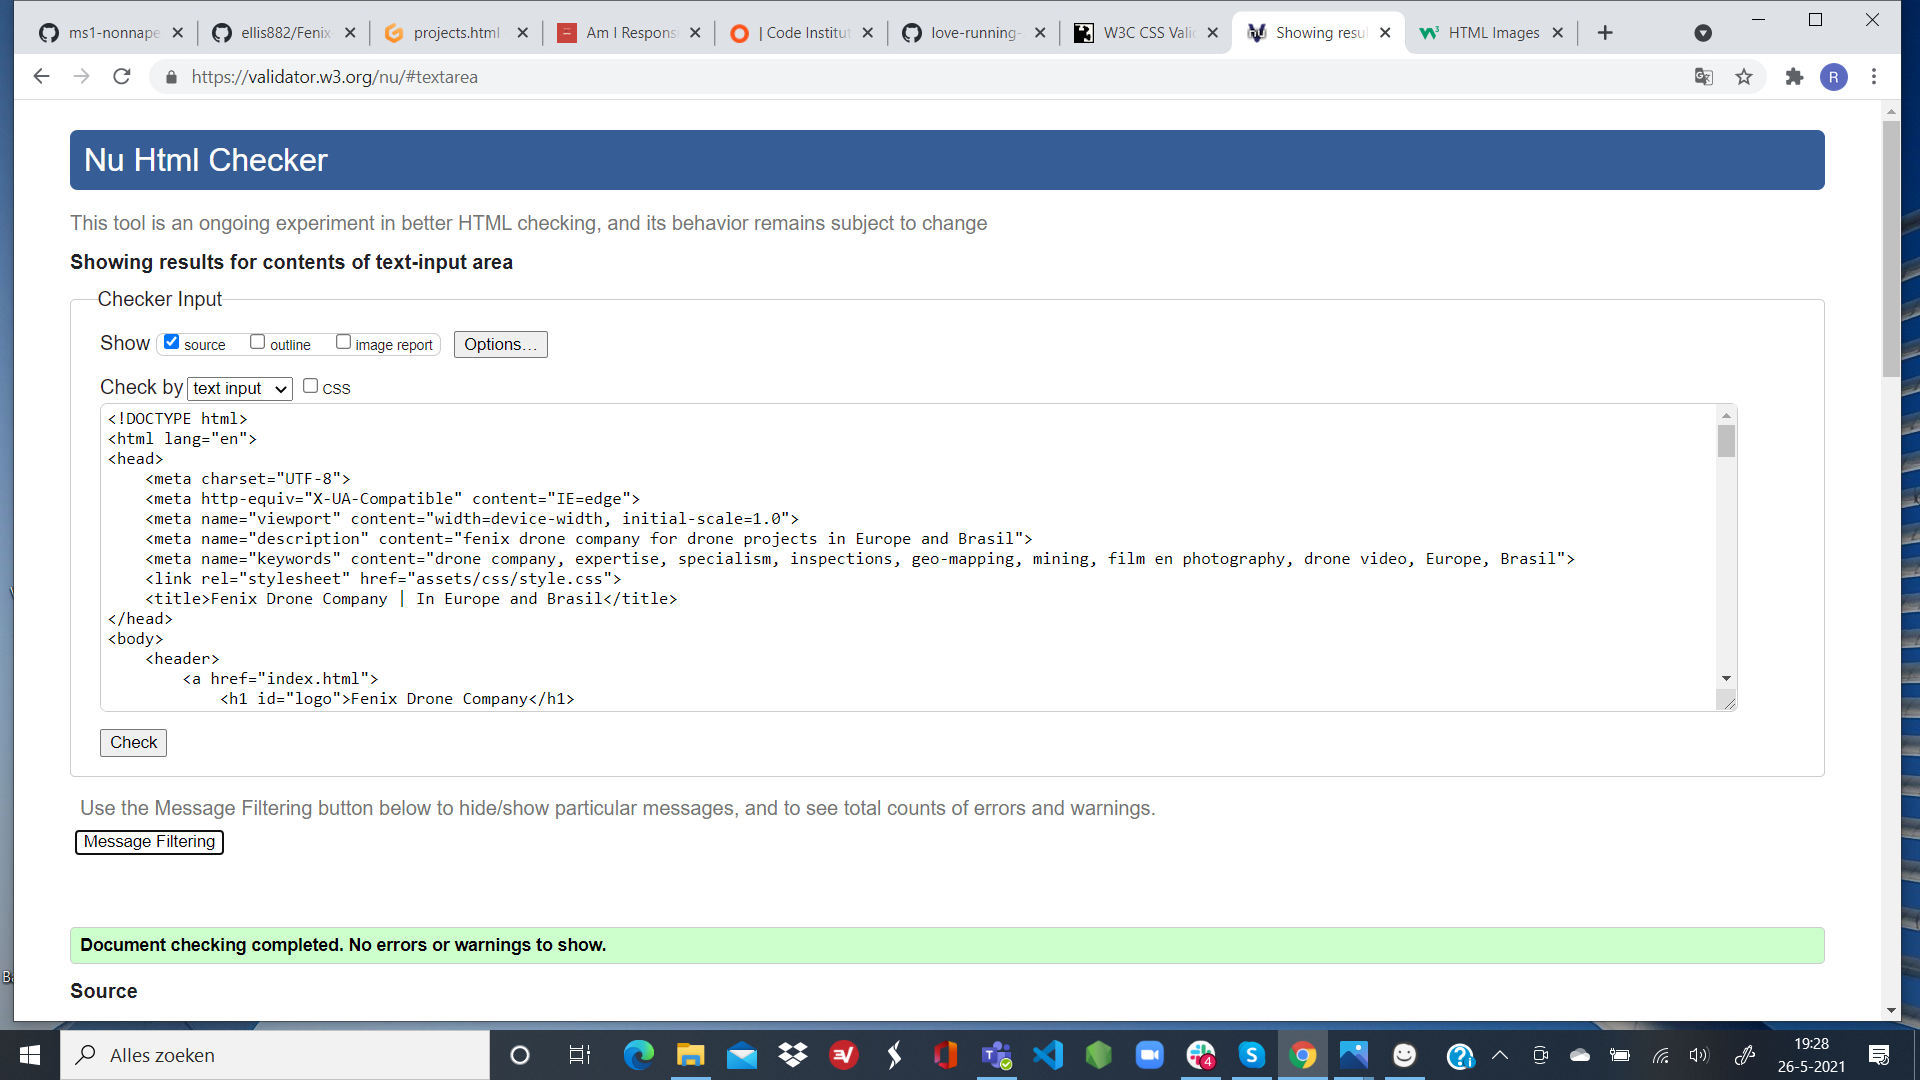 ms1-nonnape
ellis882/Fenix
projects.html
Am I Respons
| Code Institut
love-running-
W3C CSS Valid
Showing resul
HTML Images
https://validator.w3.org/nu/#textarea
R
Nu Html Checker
This tool is an ongoing experiment in better HTML checking, and its behavior remains subject to change
Showing results for contents of text-input area
Checker Input
Show source outline image report Options...
Check by text input CSS
<!DOCTYPE html>
<html lang="en">
<head>
<meta charset="UTF-8">
<meta http-equiv="X-UA-Compatible" content="IE=edge">
<meta name="viewport" content="width=device-width, initial-scale=1.0">
<meta name="description" content="fenix drone company for drone projects in Europe and Brasil">
<meta name="keywords" content="drone company, expertise, specialism, inspections, geo-mapping, mining, film en photography, drone video, Europe, Brasil">
<link rel="stylesheet" href="assets/css/style.css">
<title>Fenix Drone Company | In Europe and Brasil</title>
</head>
<body>
<header>
<a href="index.html">
<h1 id="logo">Fenix Drone Company</h1>
Check
Use the Message Filtering button below to hide/show particular messages, and to see total counts of errors and warnings.
Message Filtering
Document checking completed. No errors or warnings to show.
Source
Alles zoeken
4
19:28
26-5-2021